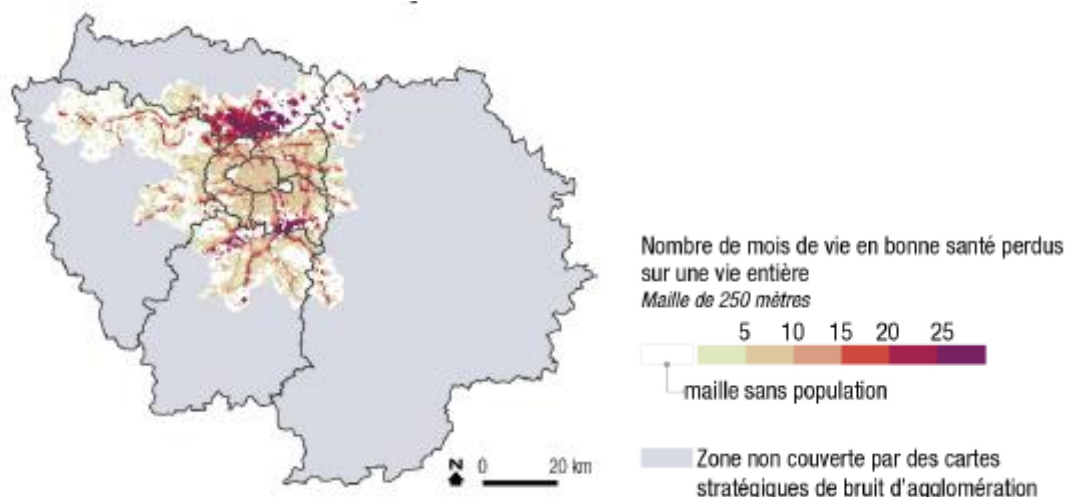 Nombre de mois de vie en bonne santé perdus
sur une vie entière
Maille de 250 mètres
5 10 15 20 25
maille sans population
N 0 20 km
Zone non couverte par des cartes
stratégiques de bruit d'agglomération